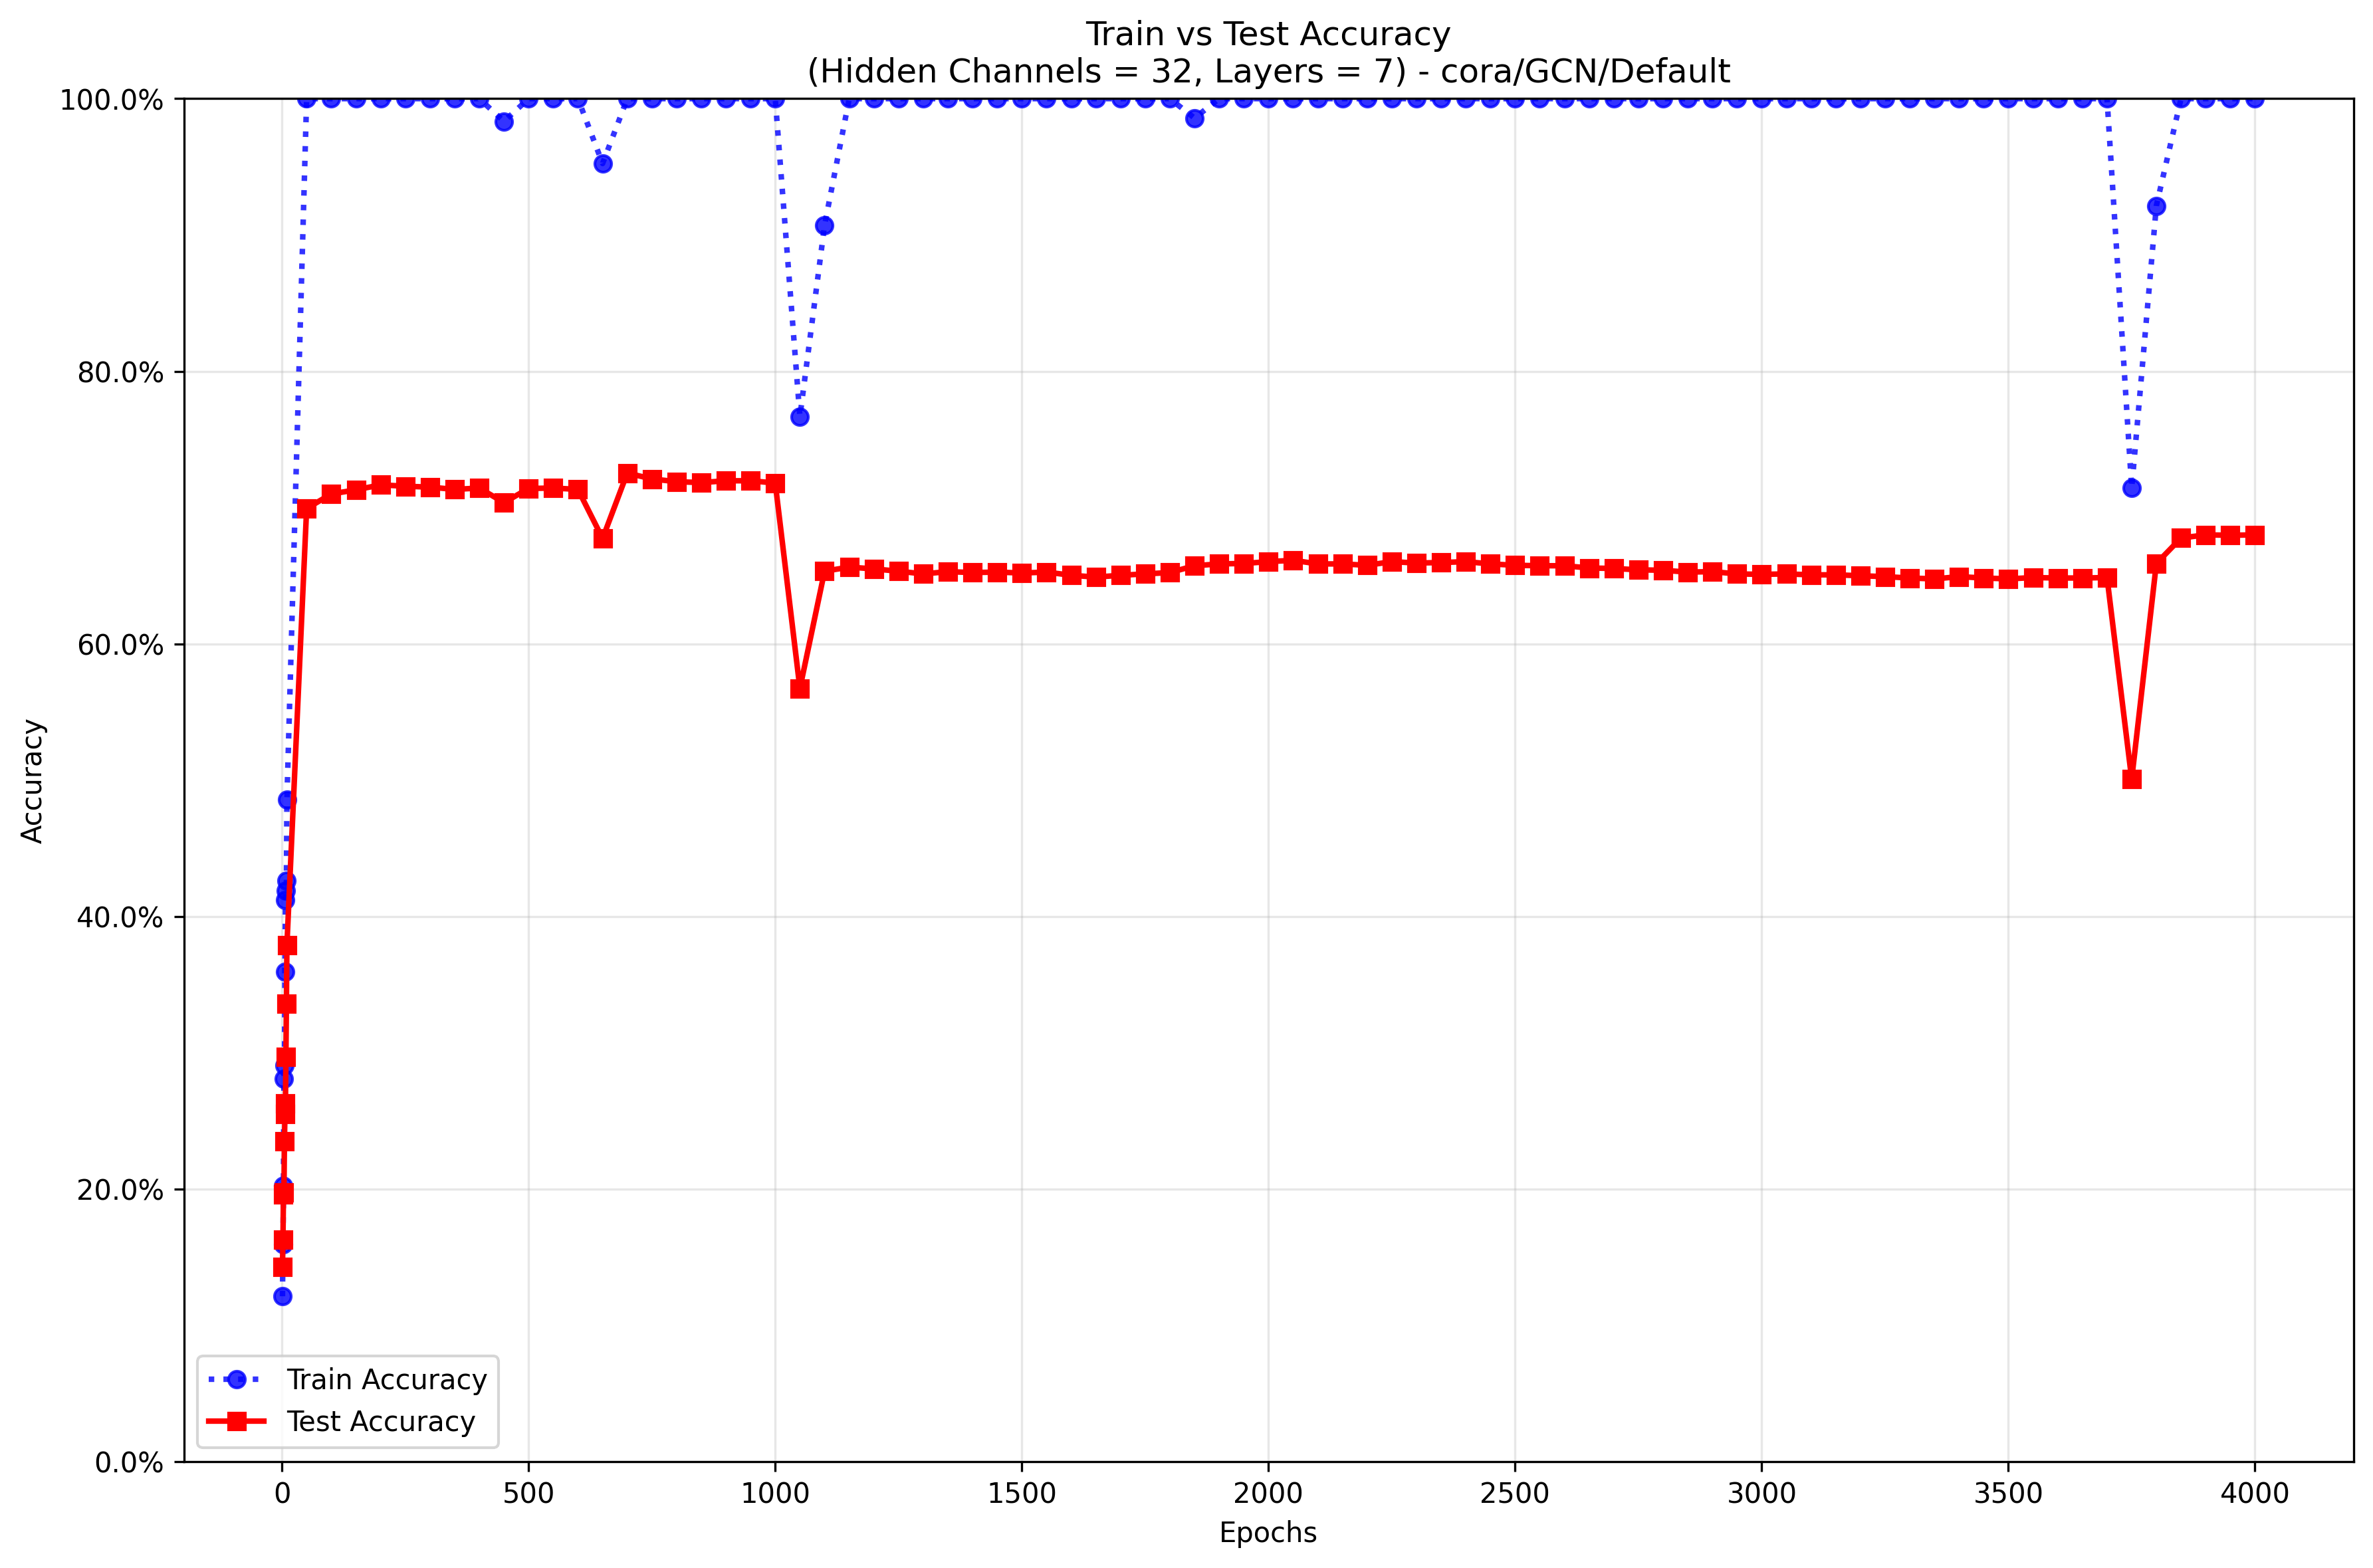 Train vs Test Accuracy
(Hidden Channels = 32, Layers = 7) - cora/GCN/Default
100.0%
80.0%
60.0%
40.0%
20.0%
0.0%
Accuracy
Train Accuracy
Test Accuracy
0 500 1000 1500 2000 2500 3000 3500 4000
Epochs